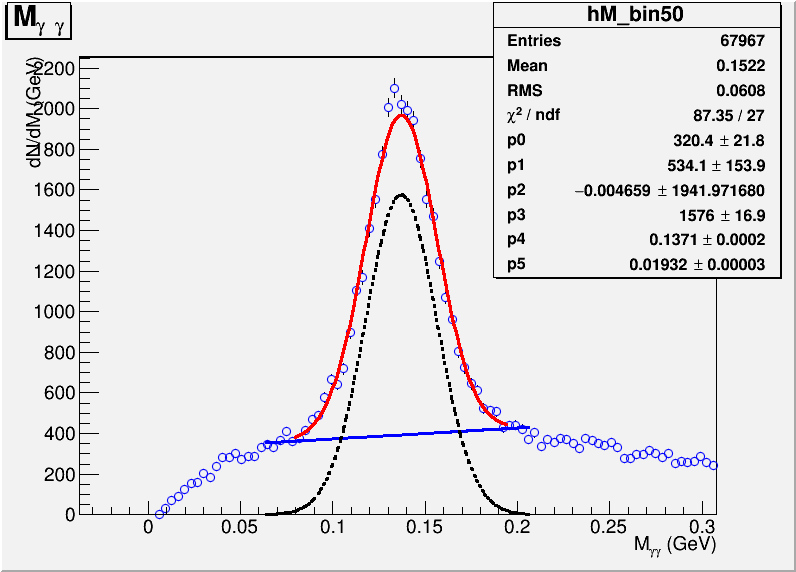 Mγ γ
hM_bin50
Entries 67967
Mean 0.1522
RMS 0.0608
χ² / ndf 87.35 / 27
p0 320.4 ± 21.8
p1 534.1 ± 153.9
p2 −0.004659 ± 1941.971680
p3 1576 ± 16.9
p4 0.1371 ± 0.0002
p5 0.01932 ± 0.00003
dN/dM (GeV)
2200
2000
1800
1600
1400
1200
1000
800
600
400
200
0
0 0.05 0.1 0.15 0.2 0.25 0.3
Mγγ (GeV)